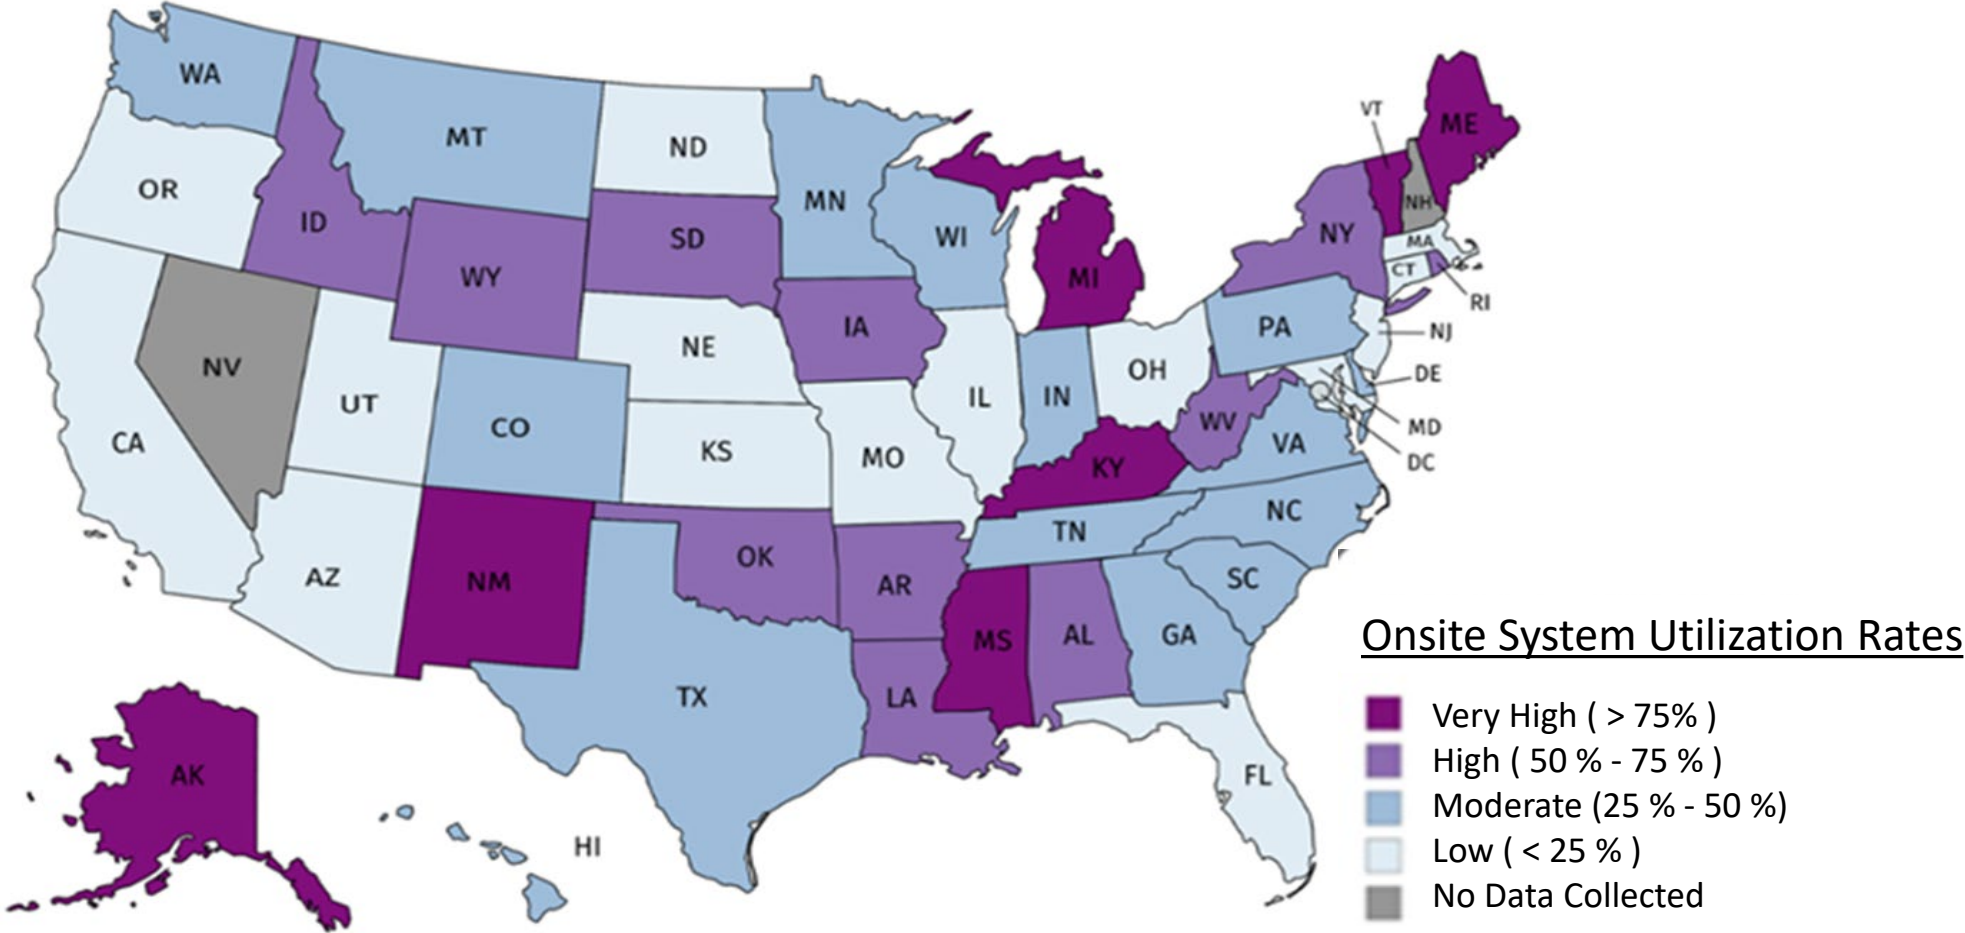 WA
MT
ND
MN
OR
ID
WY
SD
WI
MI
VT
ME
NH
NY
MA
CT
RI
NV
UT
CO
NE
IA
IL
IN
OH
PA
NJ
DE
CA
KS
MO
KY
WV
VA
MD
DC
AZ
NM
OK
AR
TN
NC
SC
MS
AL
GA
TX
LA
FL
AK
HI
Onsite System Utilization Rates
Very High ( > 75% )
High ( 50 % - 75 % )
Moderate (25 % - 50 %)
Low ( < 25 % )
No Data Collected